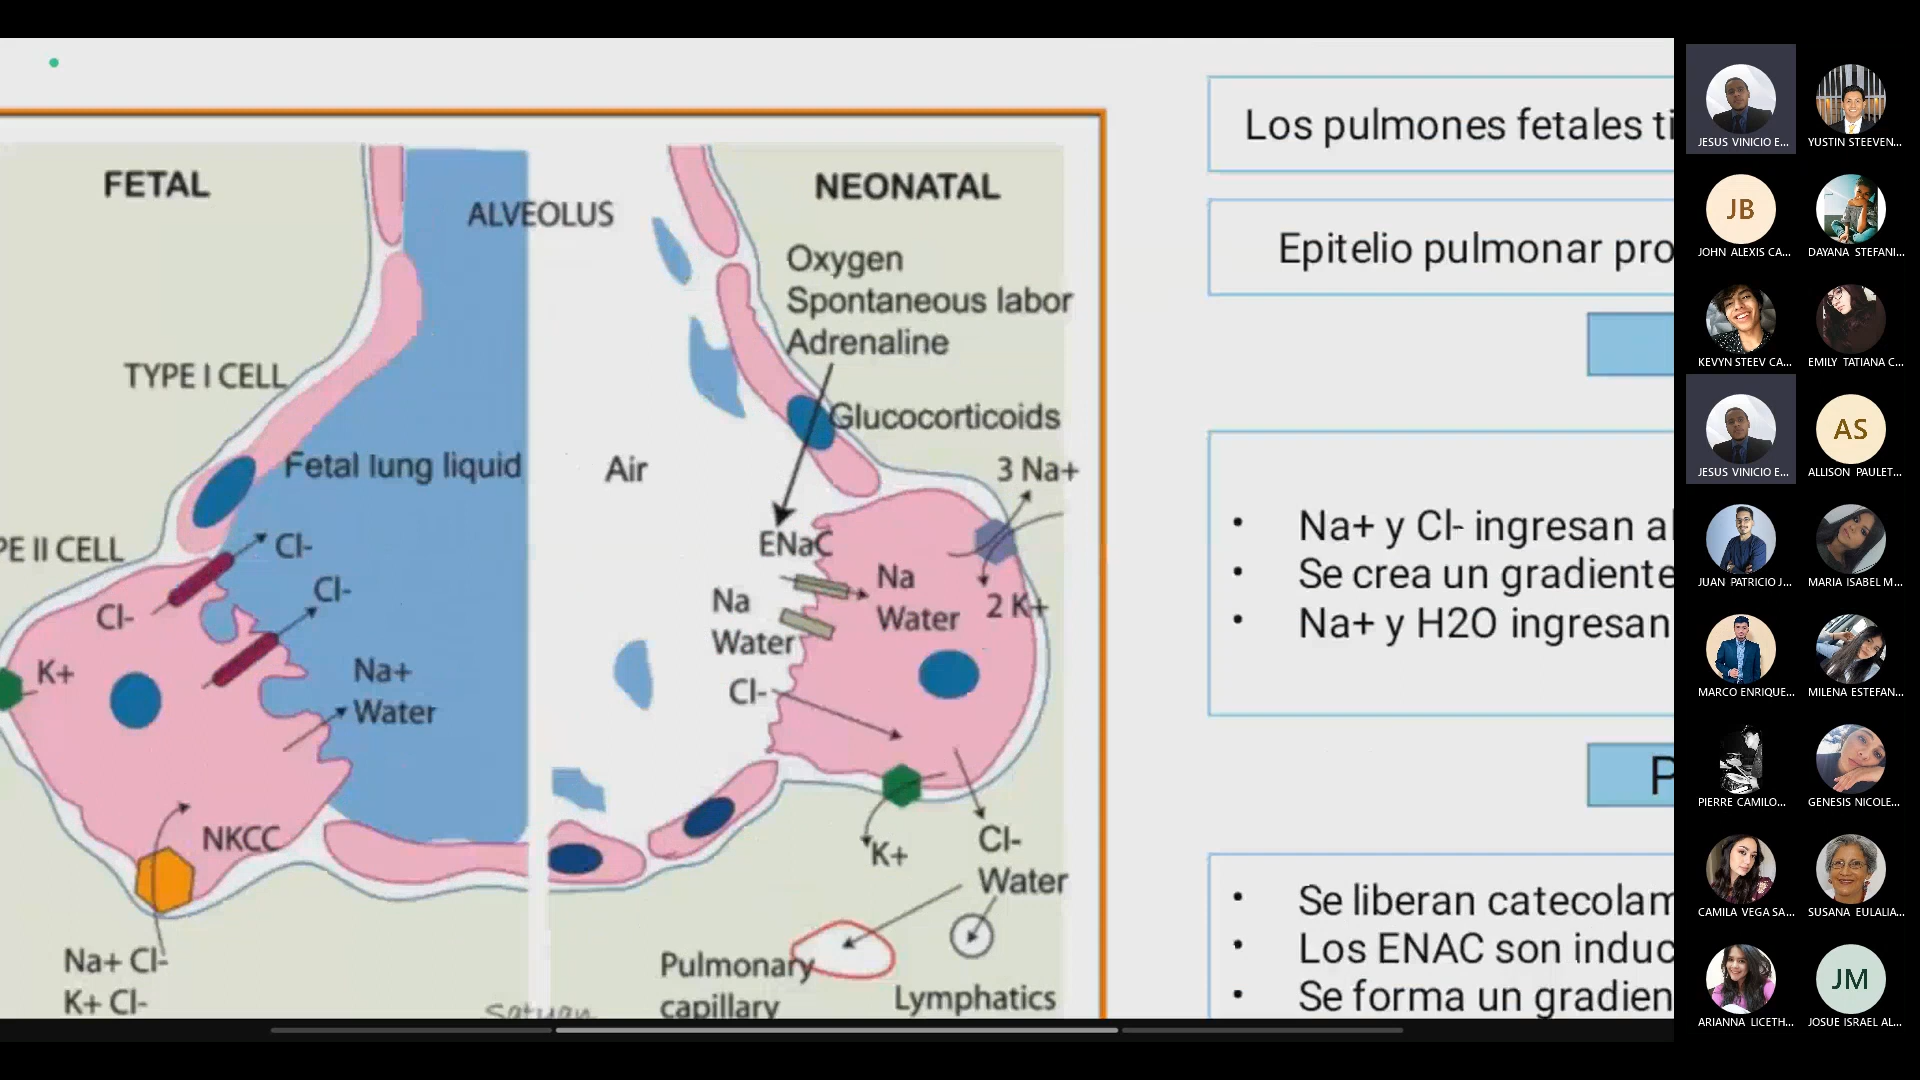 FETAL
ALVEOLUS
NEONATAL
Oxygen
Spontaneous labor
Adrenaline
TYPE I CELL
Glucocorticoids
Fetal lung liquid
Air
3 Na+
PE II CELL
Cl-
Cl-
Cl-
ENaC
Na
Water
Na
Water
2 K+
K+
Na+
Water
Cl-
NKCC
K+
Cl-
Water
Na+ Cl-
K+ Cl-
Pulmonary
capillary
Lymphatics
Satyan
Los pulmones fetales ti
Epitelio pulmonar pro
• Na+ y Cl- ingresan al
• Se crea un gradiente
• Na+ y H2O ingresan
P
• Se liberan catecolam
• Los ENAC son induc
• Se forma un gradien
JESUS VINICIO E...
YUSTIN STEEVEN...
JB
JOHN ALEXIS CA...
DAYANA STEFANI...
KEVYN STEEV CA...
EMILY TATIANA C...
JESUS VINICIO E...
AS
ALLISON PAULET...
JUAN PATRICIO J...
MARIA ISABEL M...
MARCO ENRIQUE...
MILENA ESTEFAN...
PIERRE CAMILO...
GENESIS NICOLE...
CAMILA VEGA SA...
SUSANA EULALIA...
ARIANNA LICETH...
JM
JOSUE ISRAEL AL...